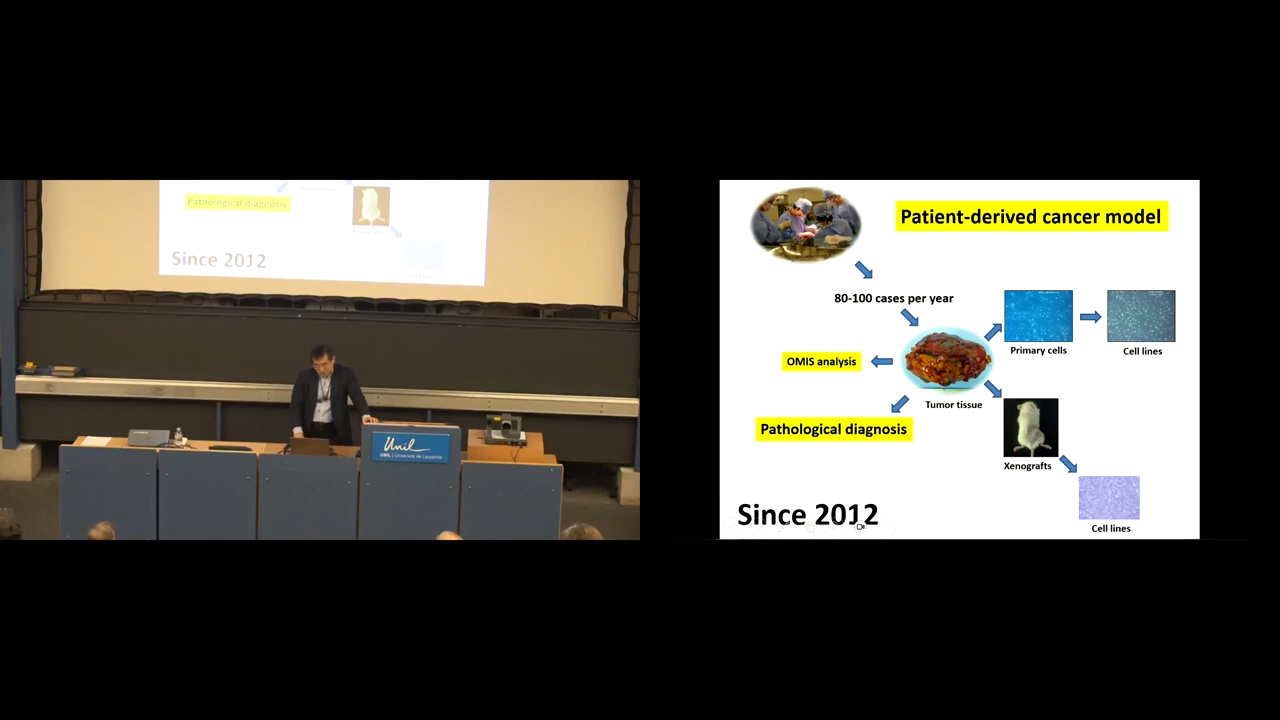 Pathological diagnosis
Since 2012
Unil
UNIL | Université de Lausanne
Patient-derived cancer model
80-100 cases per year
Primary cells
Cell lines
OMIS analysis
Tumor tissue
Pathological diagnosis
Xenografts
Since 2012
Cell lines